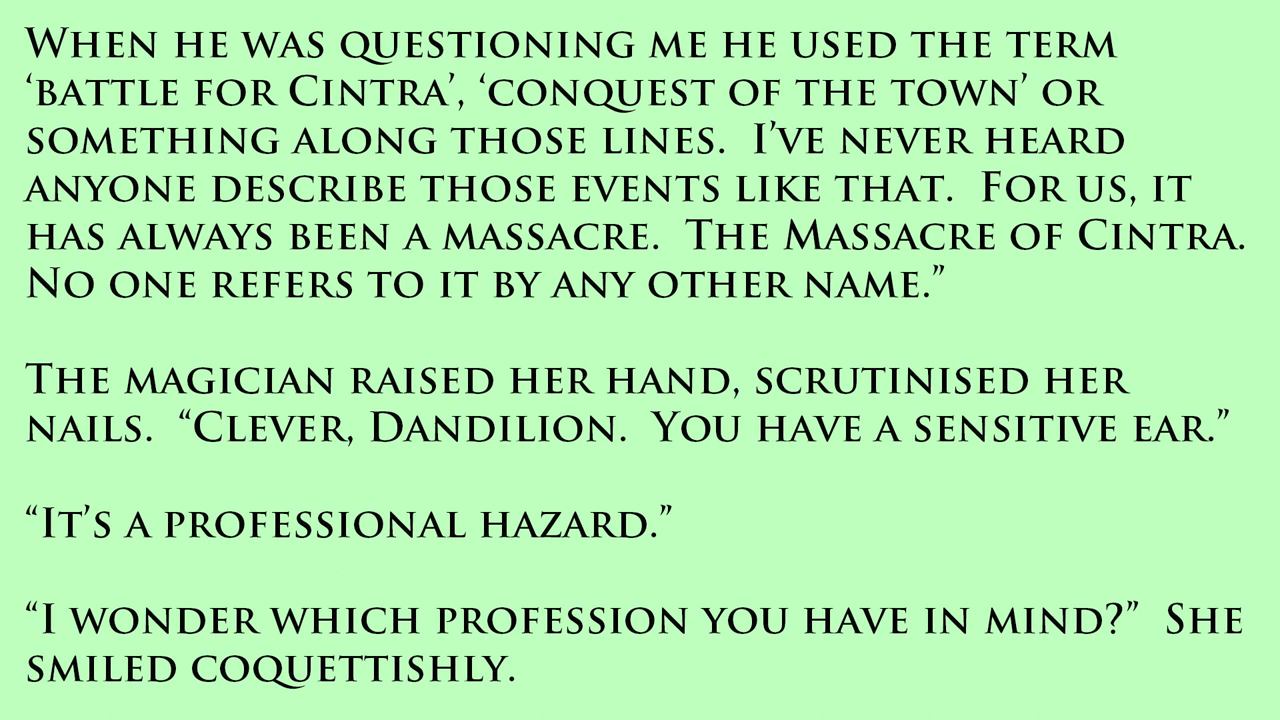 When he was questioning me he used the term
‘battle for Cintra’, ‘conquest of the town’ or
something along those lines.  I’ve never heard
anyone describe those events like that.  For us, it
has always been a massacre.  The Massacre of Cintra.
No one refers to it by any other name.”
The magician raised her hand, scrutinised her
nails.  “Clever, Dandilion.  You have a sensitive ear.”
“It’s a professional hazard.”
“I wonder which profession you have in mind?”  She
smiled coquettishly.